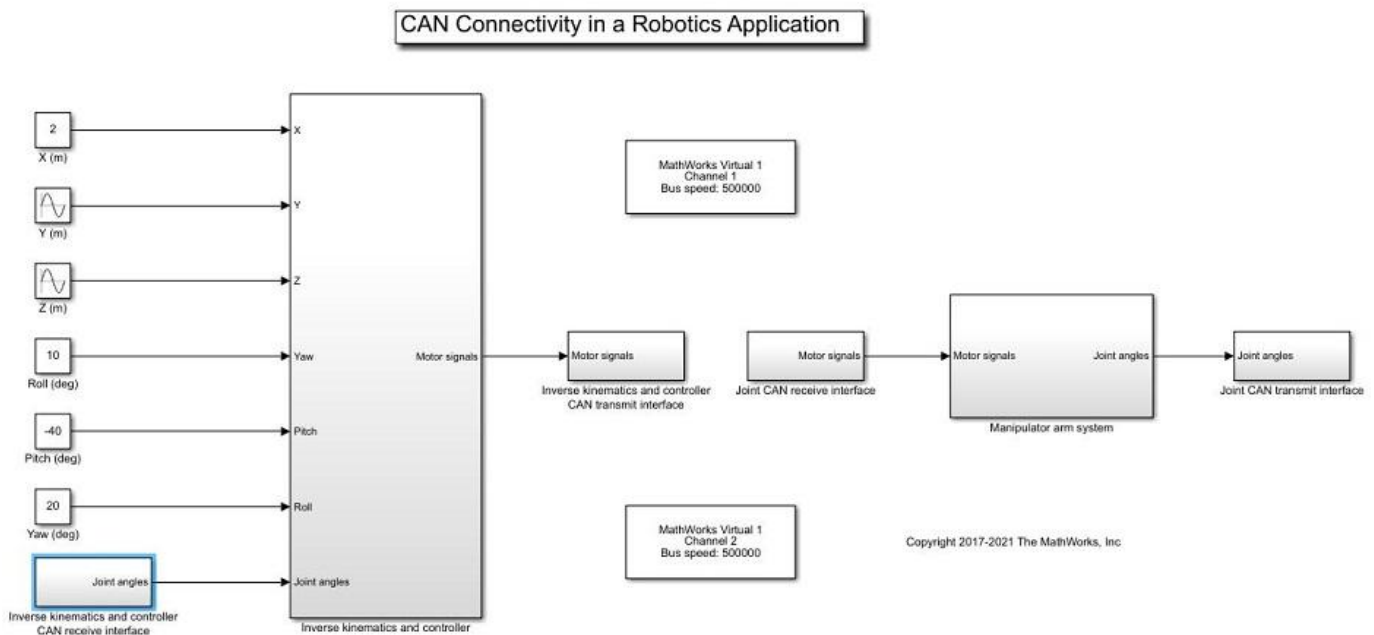 CAN Connectivity in a Robotics Application
2
X (m)
Y (m)
Z (m)
10
Roll (deg)
-40
Pitch (deg)
20
Yaw (deg)
Joint angles
Inverse kinematics and controller
CAN receive interface
X
Y
Z
Yaw
Pitch
Roll
Joint angles
Motor signals
Inverse kinematics and controller
MathWorks Virtual 1
Channel 1
Bus speed: 500000
Motor signals
Inverse kinematics and controller
CAN transmit interface
Motor signals
Joint CAN receive interface
Motor signals
Joint angles
Manipulator arm system
Joint angles
Joint CAN transmit interface
MathWorks Virtual 1
Channel 2
Bus speed: 500000
Copyright 2017-2021 The MathWorks, Inc